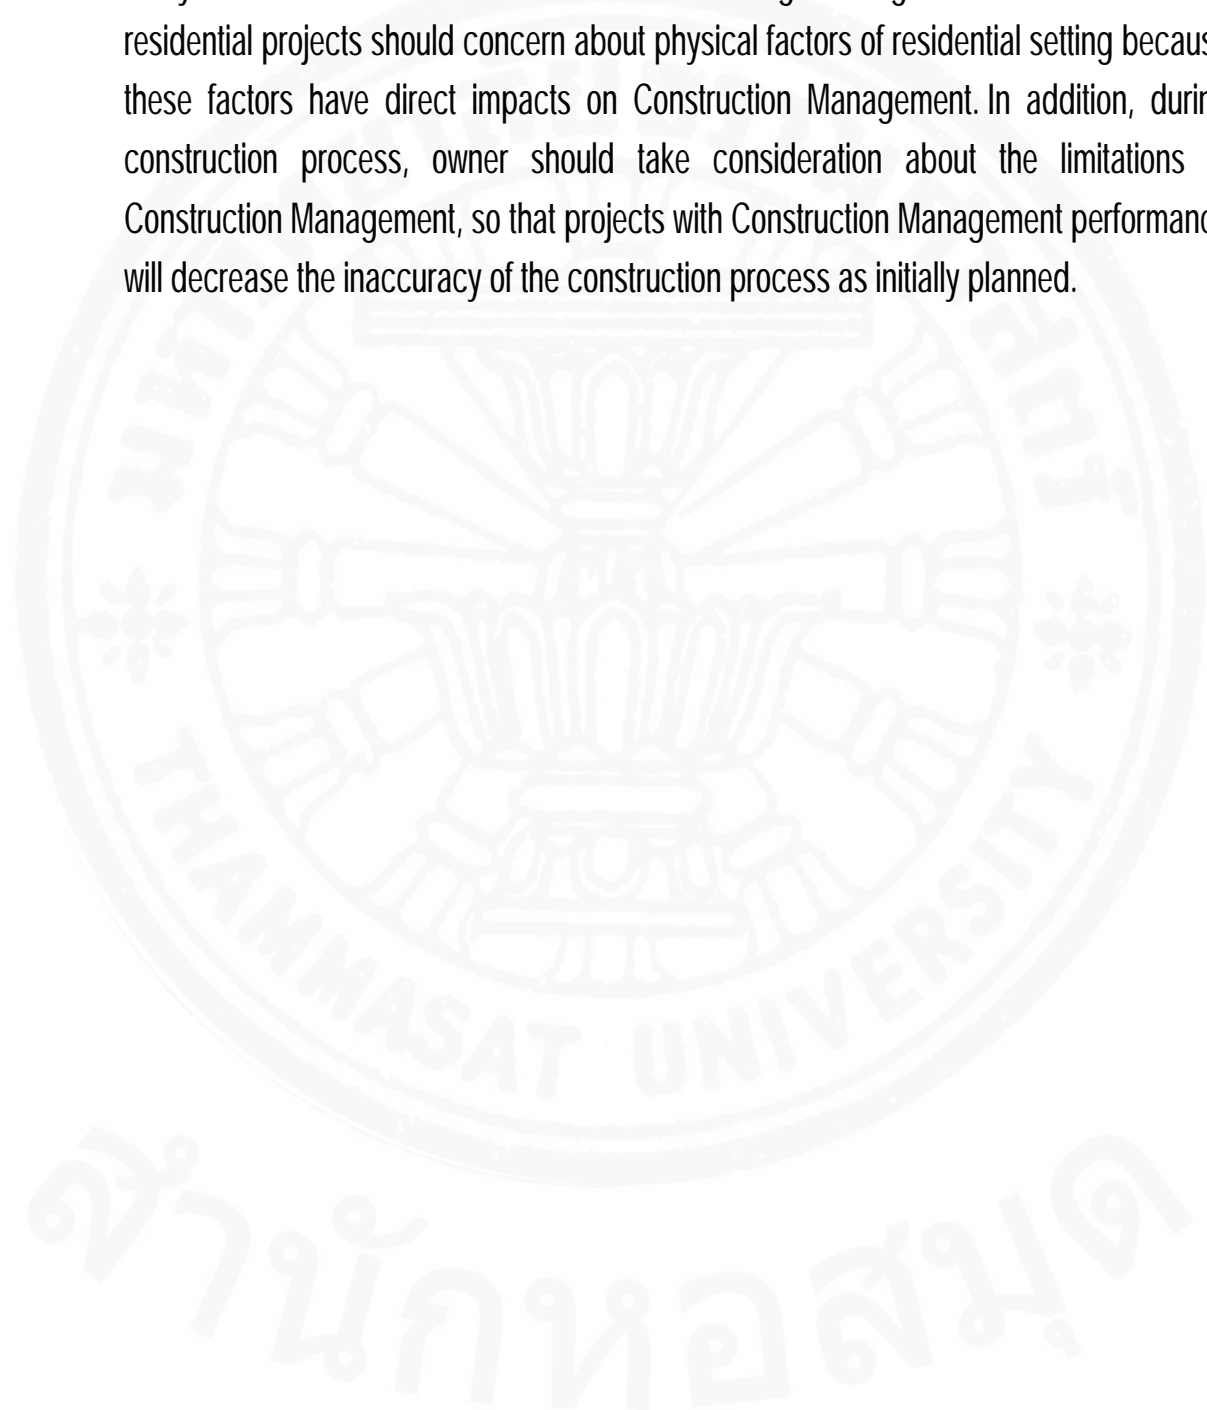 residential projects should concern about physical factors of residential setting
these factors have direct impacts on Construction Management. In addition,
construction process, owner should take consideration about the limitations
Construction Management, so that projects with Construction Management
will decrease the inaccuracy of the construction process as initially planned.
THAMMASAT UNIVERSITY
สำนักหอสมุด